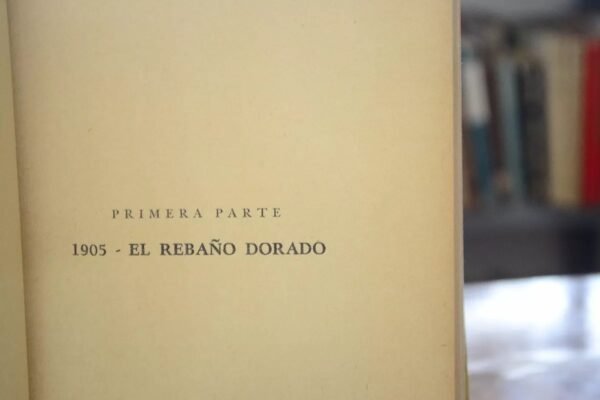 PRIMERA PARTE
1905 - EL REBAÑO DORADO